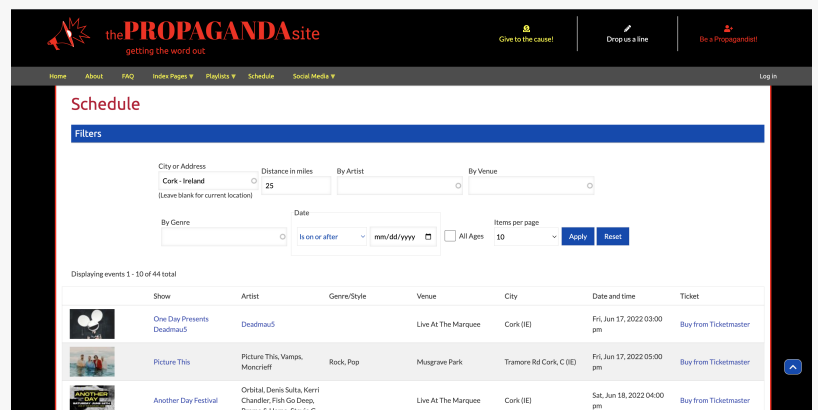 thePROPAGANDAsite
getting the word out
Give to the cause!
Drop us a line
Be a Propagandist!
Home About FAQ Index Pages ▼ Playlists ▼ Schedule Social Media ▼ Log in
Schedule
Filters
City or Address
Cork - Ireland
(Leave blank for current location)
Distance in miles
25
By Artist
By Venue
By Genre
Date
Is on or after
mm/dd/yyyy
All Ages
Items per page
10
Apply
Reset
Displaying events 1 - 10 of 44 total
Show Artist Genre/Style Venue City Date and time Ticket
One Day Presents Deadmau5 Deadmau5 Live At The Marquee Cork (IE) Fri, Jun 17, 2022 03:00 pm Buy from Ticketmaster
Picture This Picture This, Vamps, Moncrieff Rock, Pop Musgrave Park Tramore Rd Cork, C (IE) Fri, Jun 17, 2022 05:00 pm Buy from Ticketmaster
ANOTHER DAY
Another Day Festival Orbital, Denis Sulta, Kerri Chandler, Fish Go Deep, Live At The Marquee Cork (IE) Sat, Jun 18, 2022 04:00 pm Buy from Ticketmaster